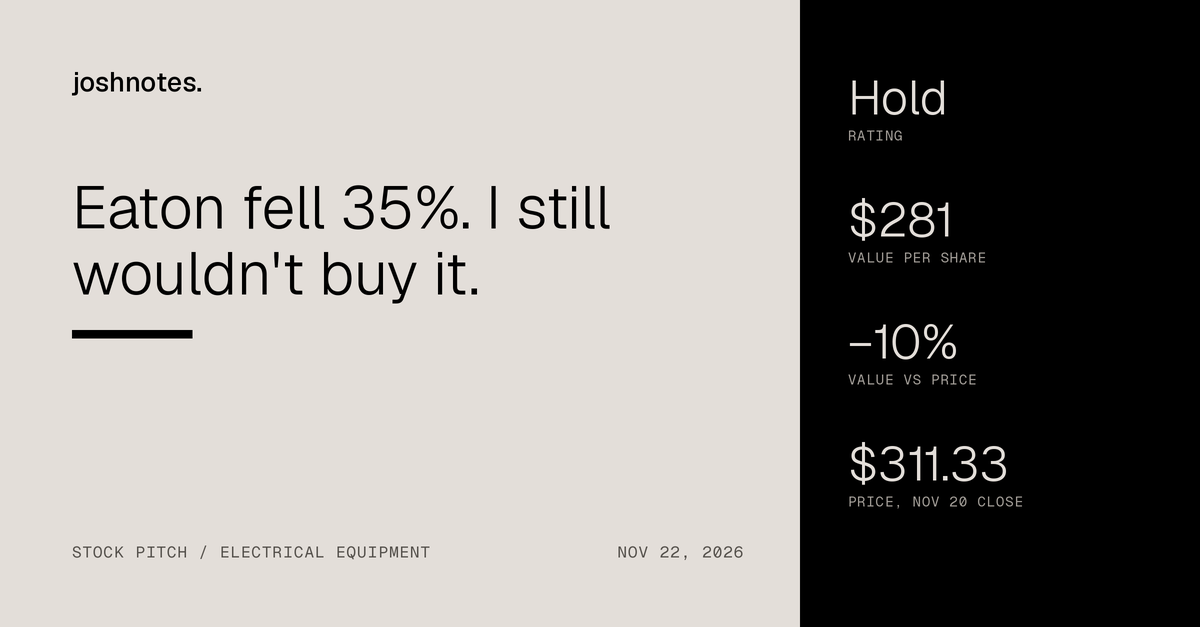 joshnotes.
Eaton fell 35%. I still
wouldn't buy it.
STOCK PITCH / ELECTRICAL EQUIPMENT
NOV 22, 2026
Hold
RATING
$281
VALUE PER SHARE
–10%
VALUE VS PRICE
$311.33
PRICE, NOV 20 CLOSE